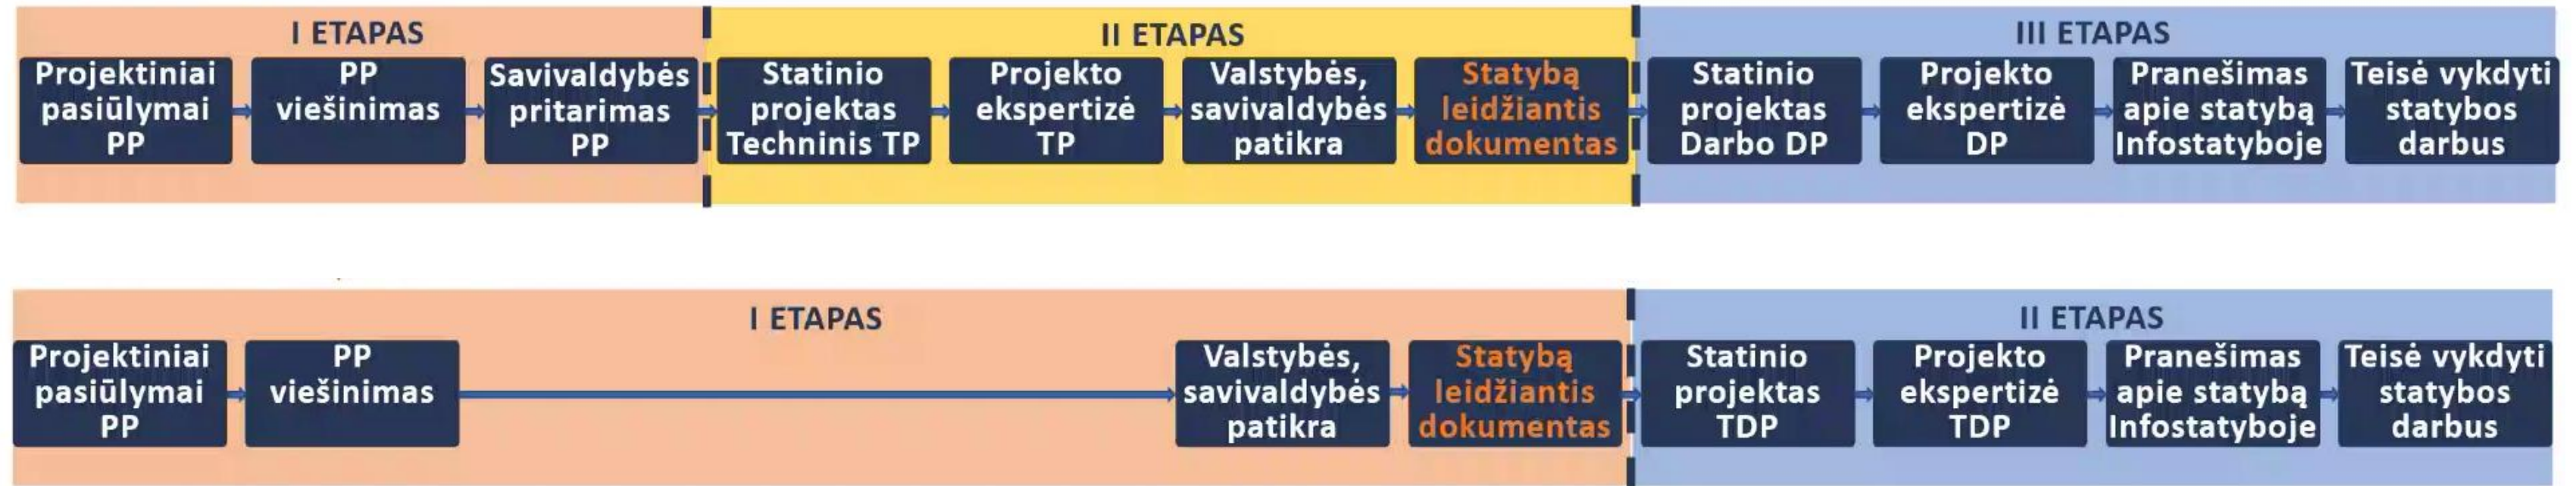 I ETAPAS
Projektiniai
pasiūlymai
PP
PP
viešinimas
Savivaldybės
pritarimas
PP
II ETAPAS
Statinio
projektas
Techninis TP
Projekto
ekspertizė
TP
Valstybės,
savivaldybės
patikra
Statybą
leidžiantis
dokumentas
III ETAPAS
Statinio
projektas
Darbo DP
Projekto
ekspertizė
DP
Pranešimas
apie statybą
Infostatyboje
Teisė vykdyti
statybos
darbus
I ETAPAS
Projektiniai
pasiūlymai
PP
PP
viešinimas
Valstybės,
savivaldybės
patikra
Statybą
leidžiantis
dokumentas
II ETAPAS
Statinio
projektas
TDP
Projekto
ekspertizė
TDP
Pranešimas
apie statybą
Infostatyboje
Teisė vykdyti
statybos
darbus